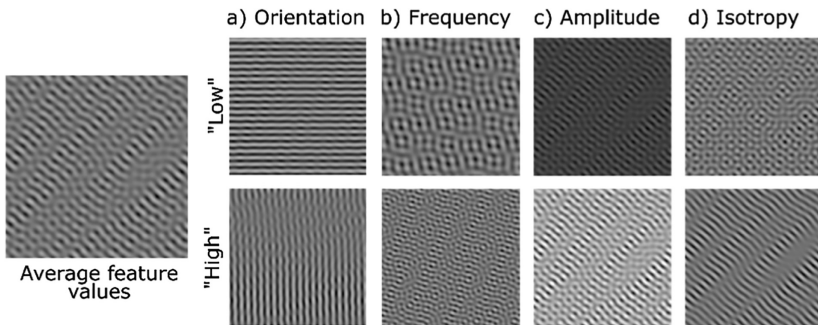 a) Orientation b) Frequency c) Amplitude d) Isotropy
"Low"
"High"
Average feature
values